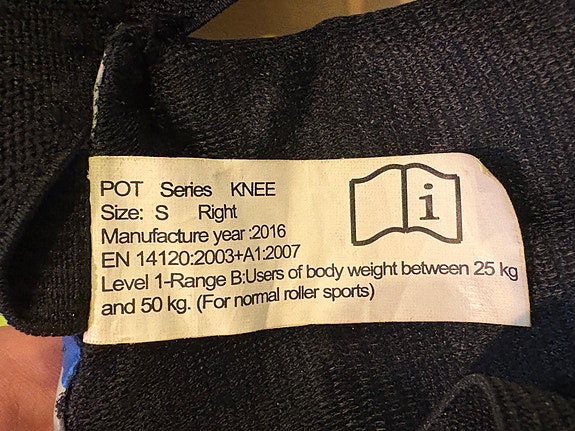 POT Series KNEE
Size: S Right
Manufacture year :2016
EN 14120:2003+A1:2007
Level 1-Range B:Users of body weight between 25 kg
and 50 kg. (For normal roller sports)
i